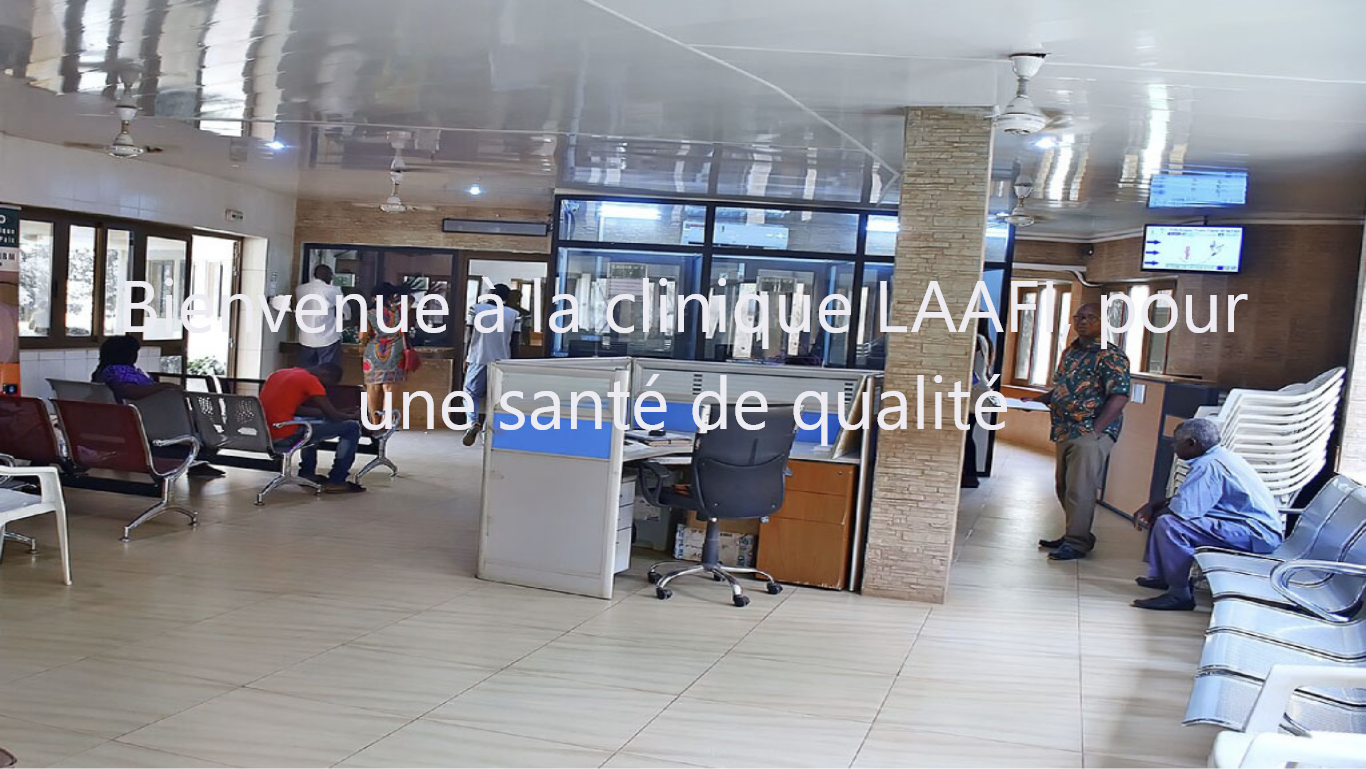 Bienvenue à la clinique LAAFI, pour
une santé de qualité